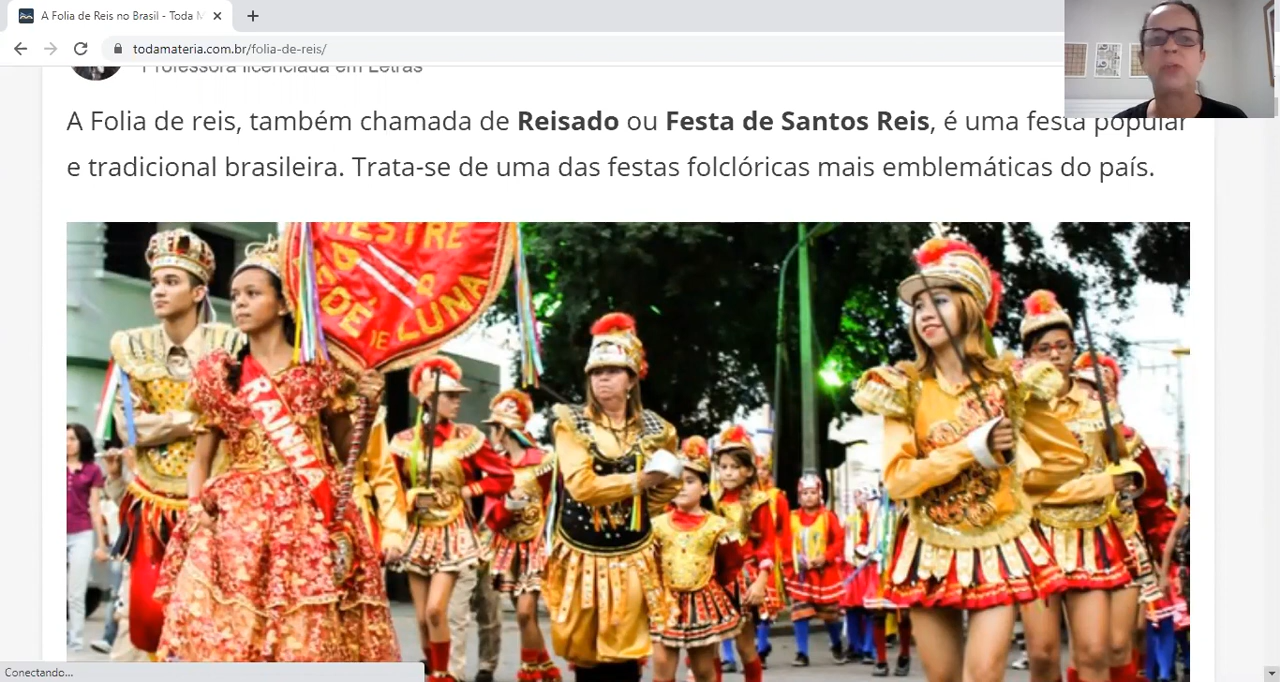 A Folia de Reis no Brasil - Toda M
todamateria.com.br/folia-de-reis/
Professora licenciada em Letras
A Folia de reis, também chamada de Reisado ou Festa de Santos Reis, é uma festa popular
e tradicional brasileira. Trata-se de uma das festas folclóricas mais emblemáticas do país.
MESTRE
DEDÉ
DE LUNA
RAINHA
Conectando...